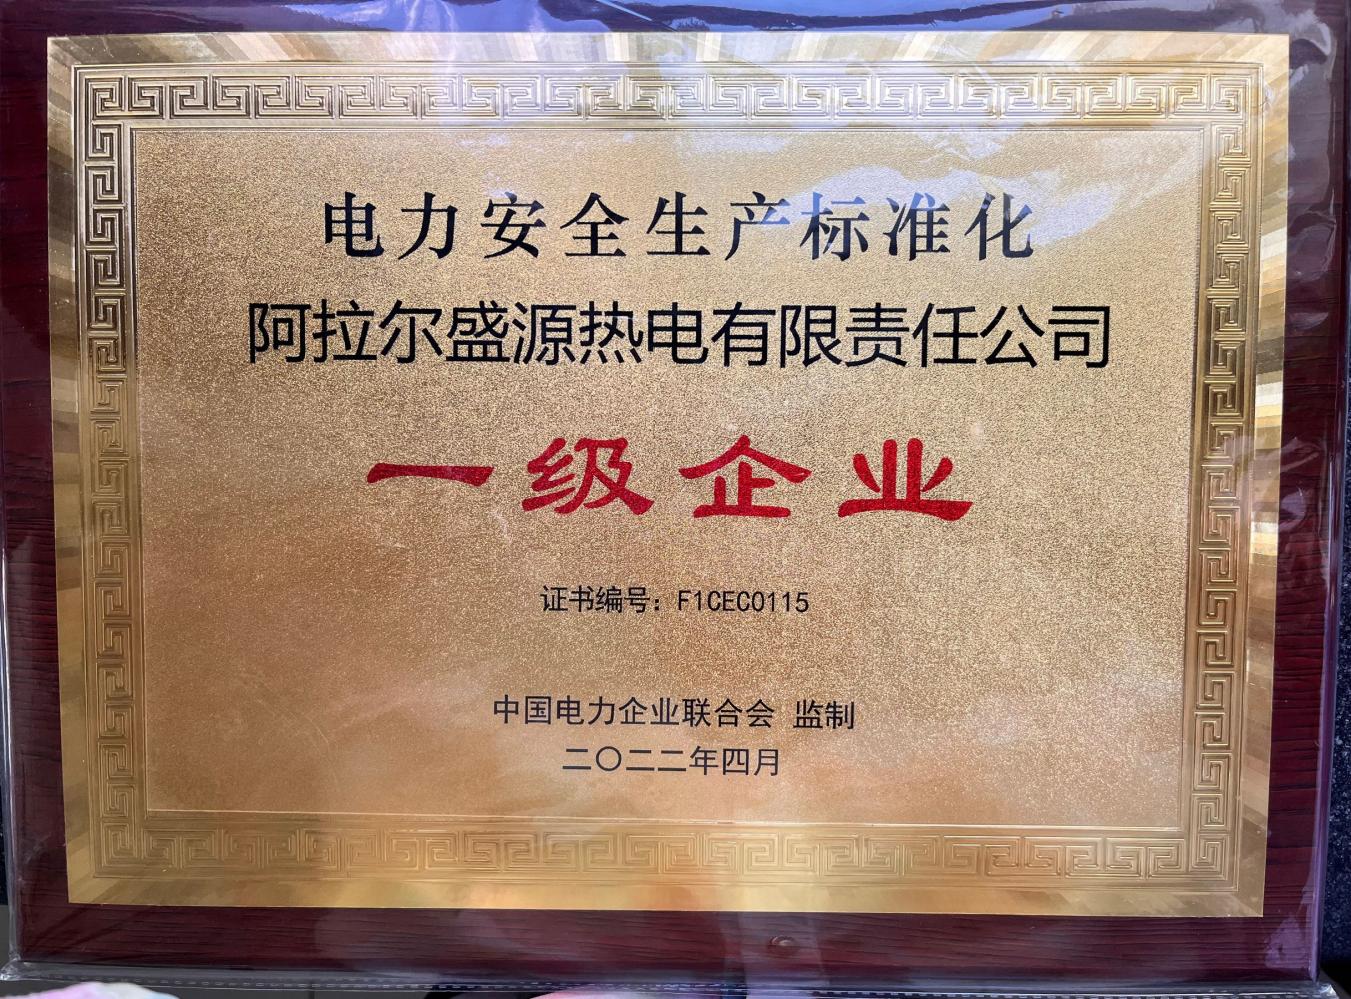 电力安全生产标准化
阿拉尔盛源热电有限责任公司
一级企业
证书编号：F1CEC0115
中国电力企业联合会 监制
二〇二二年四月